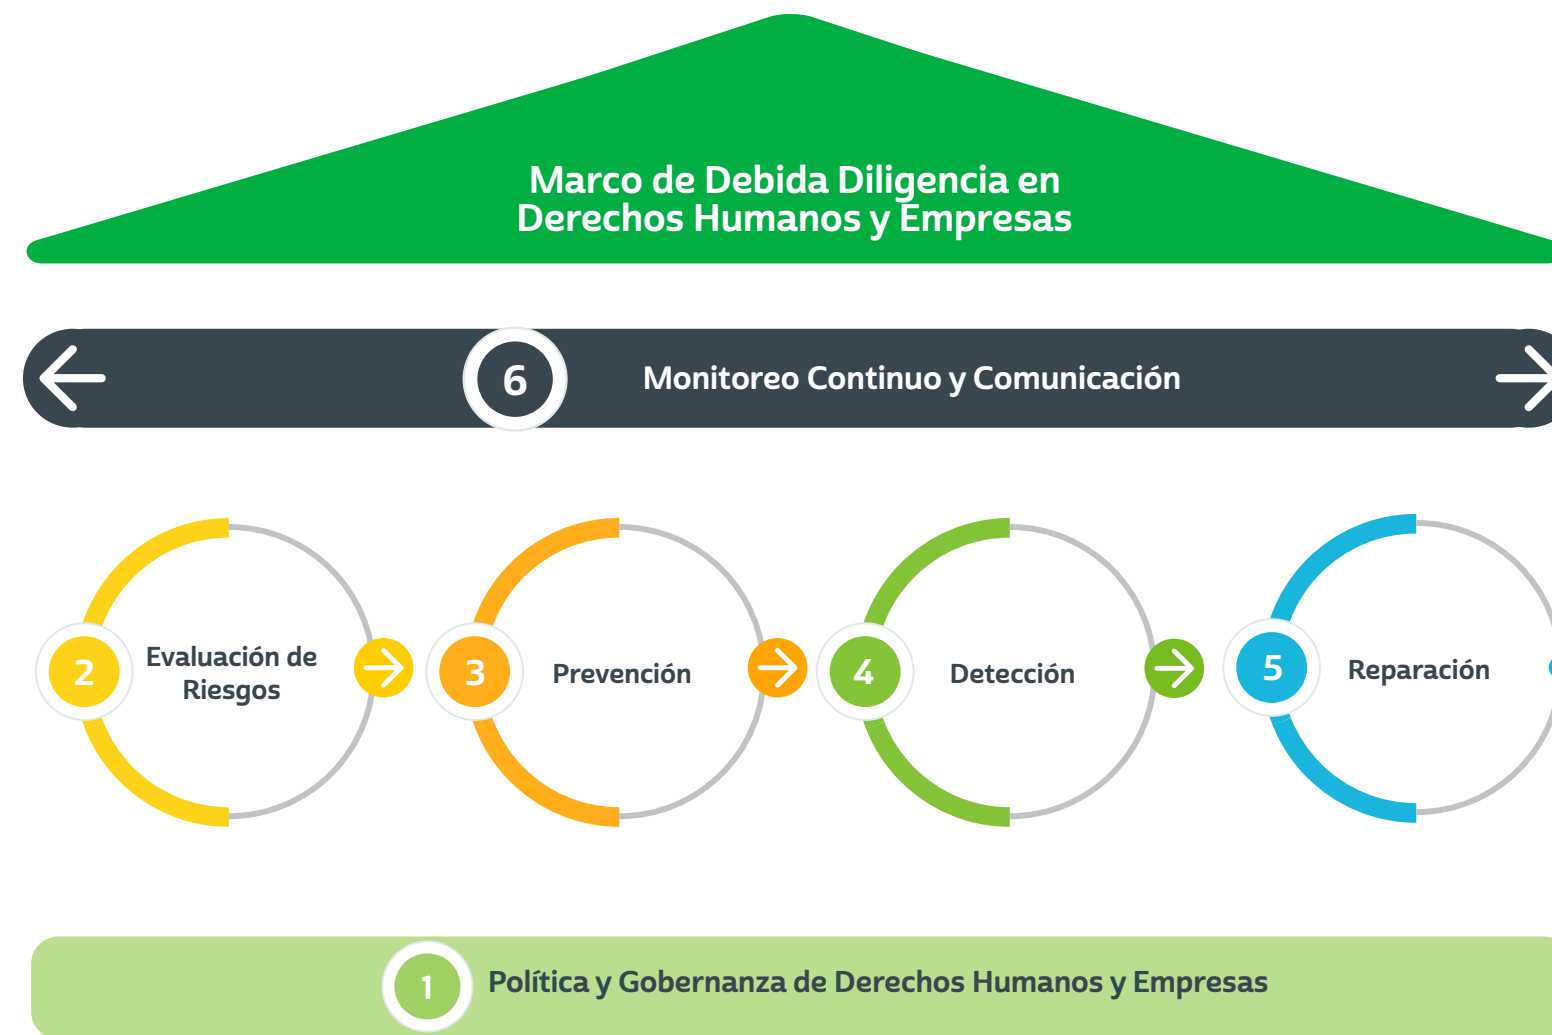 Marco de Debida Diligencia en
Derechos Humanos y Empresas
6
Monitoreo Continuo y Comunicación
2
Evaluación de
Riesgos
3
Prevención
4
Detección
5
Reparación
1
Política y Gobernanza de Derechos Humanos y Empresas